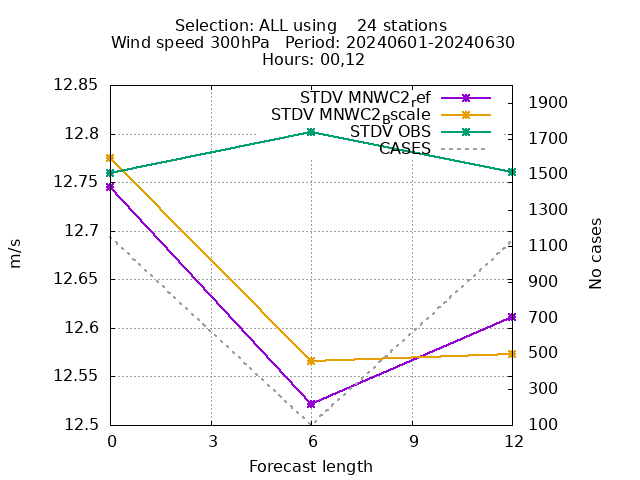 Selection: ALL using    24 stations
Wind speed 300hPa   Period: 20240601-20240630
Hours: 00,12
STDV MNWC2ref
STDV MNWC2Bscale
STDV OBS
CASES
12.85
12.8
12.75
12.7
12.65
12.6
12.55
12.5
1900
1700
1500
1300
1100
900
700
500
300
100
m/s
No cases
0 3 6 9 12
Forecast length